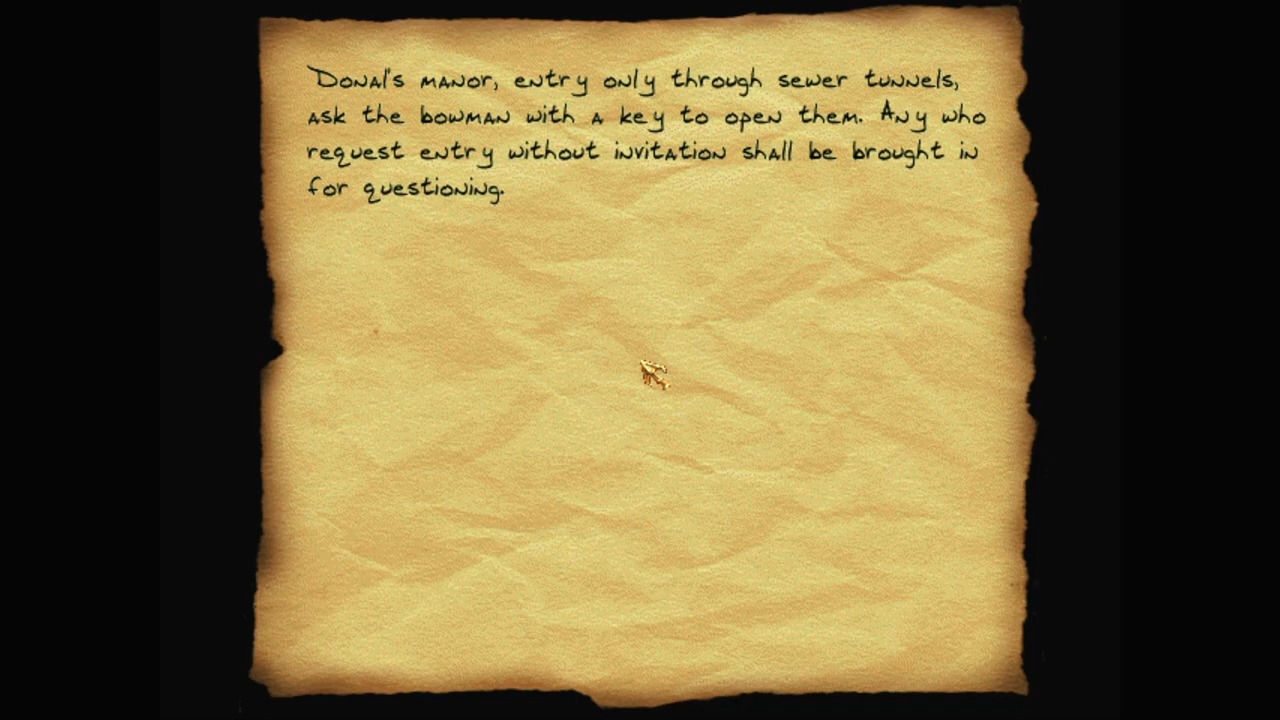 Donal's manor, entry only through sewer tunnels,
ask the bowman with a key to open them. Any who
request entry without invitation shall be brought in
for questioning.